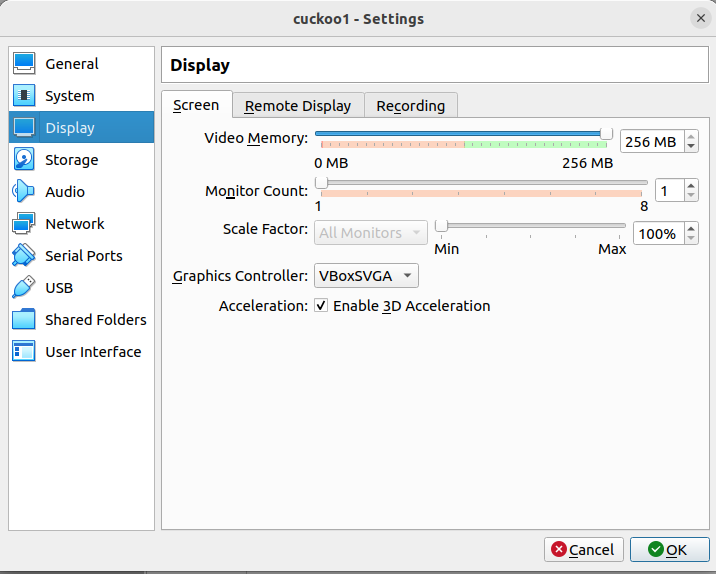 cuckoo1 - Settings
General
System
Display
Storage
Audio
Network
Serial Ports
USB
Shared Folders
User Interface
Display
Screen Remote Display Recording
Video Memory: 256 MB
0 MB 256 MB
Monitor Count: 1
1 8
Scale Factor: All Monitors 100%
Min Max
Graphics Controller: VBoxSVGA
Acceleration: Enable 3D Acceleration
Cancel OK